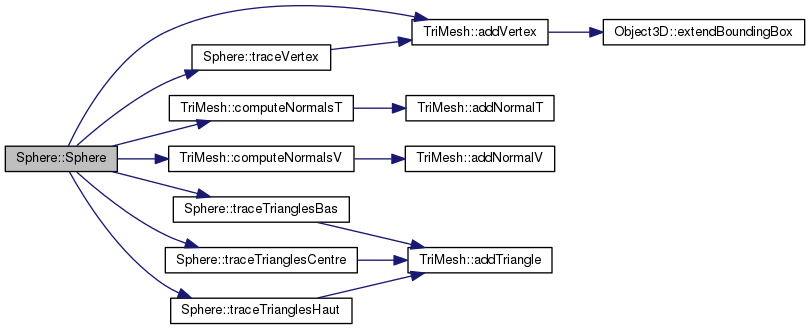 Sphere::Sphere
TriMesh::addVertex
Object3D::extendBoundingBox
Sphere::traceVertex
TriMesh::computeNormalsT
TriMesh::addNormalT
TriMesh::computeNormalsV
TriMesh::addNormalV
Sphere::traceTrianglesBas
Sphere::traceTrianglesCentre
TriMesh::addTriangle
Sphere::traceTrianglesHaut